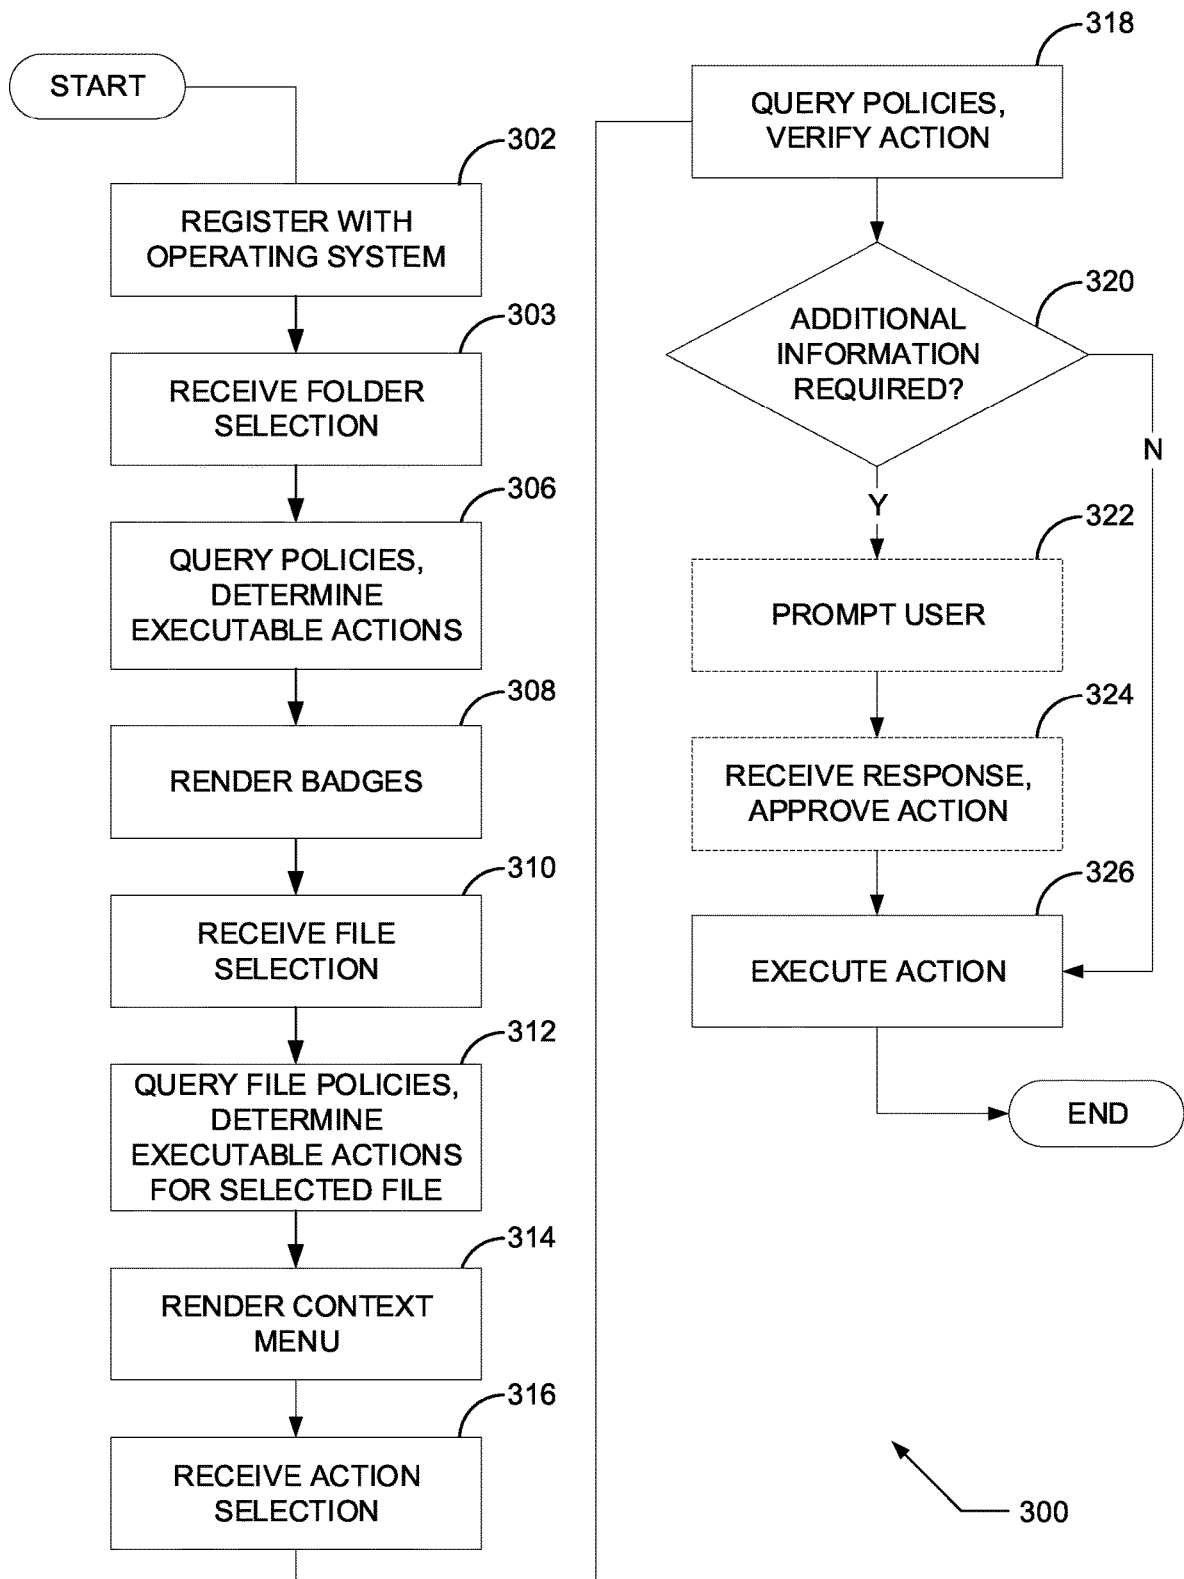 START
302
REGISTER WITH
OPERATING SYSTEM
303
RECEIVE FOLDER
SELECTION
306
QUERY POLICIES,
DETERMINE
EXECUTABLE ACTIONS
308
RENDER BADGES
310
RECEIVE FILE
SELECTION
312
QUERY FILE POLICIES,
DETERMINE
EXECUTABLE ACTIONS
FOR SELECTED FILE
314
RENDER CONTEXT
MENU
316
RECEIVE ACTION
SELECTION
318
QUERY POLICIES,
VERIFY ACTION
320
ADDITIONAL
INFORMATION
REQUIRED?
N
Y
322
PROMPT USER
324
RECEIVE RESPONSE,
APPROVE ACTION
326
EXECUTE ACTION
END
300